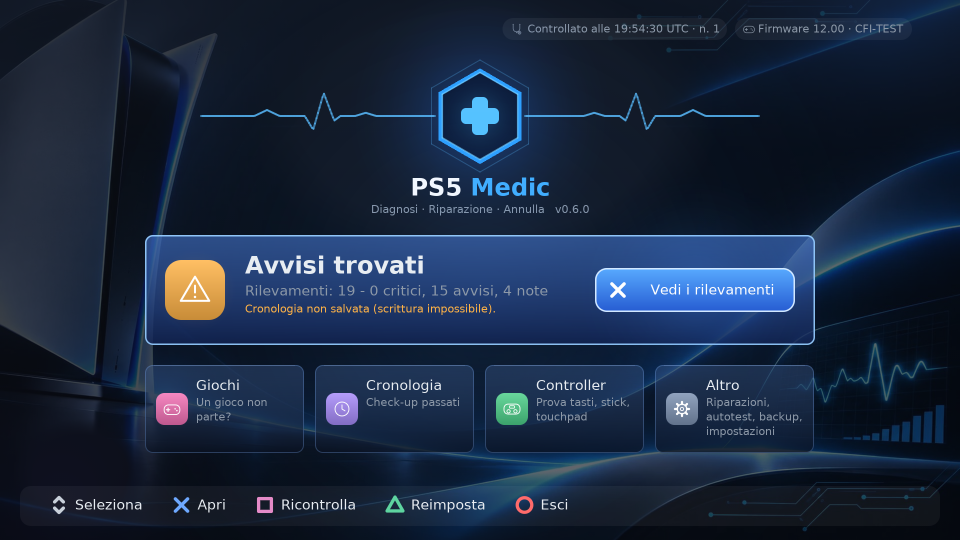 Controllato alle 19:54:30 UTC · n. 1
Firmware 12.00 · CFI-TEST
PS5 Medic
Diagnosi · Riparazione · Annulla v0.6.0
Avvisi trovati
Rilevamenti: 19 - 0 critici, 15 avvisi, 4 note
Cronologia non salvata (scrittura impossibile).
Vedi i rilevamenti
Giochi
Un gioco non
parte?
Cronologia
Check-up passati
Controller
Prova tasti, stick,
touchpad
Altro
Riparazioni,
autotest, backup,
impostazioni
Seleziona
Apri
Ricontrolla
Reimposta
Esci